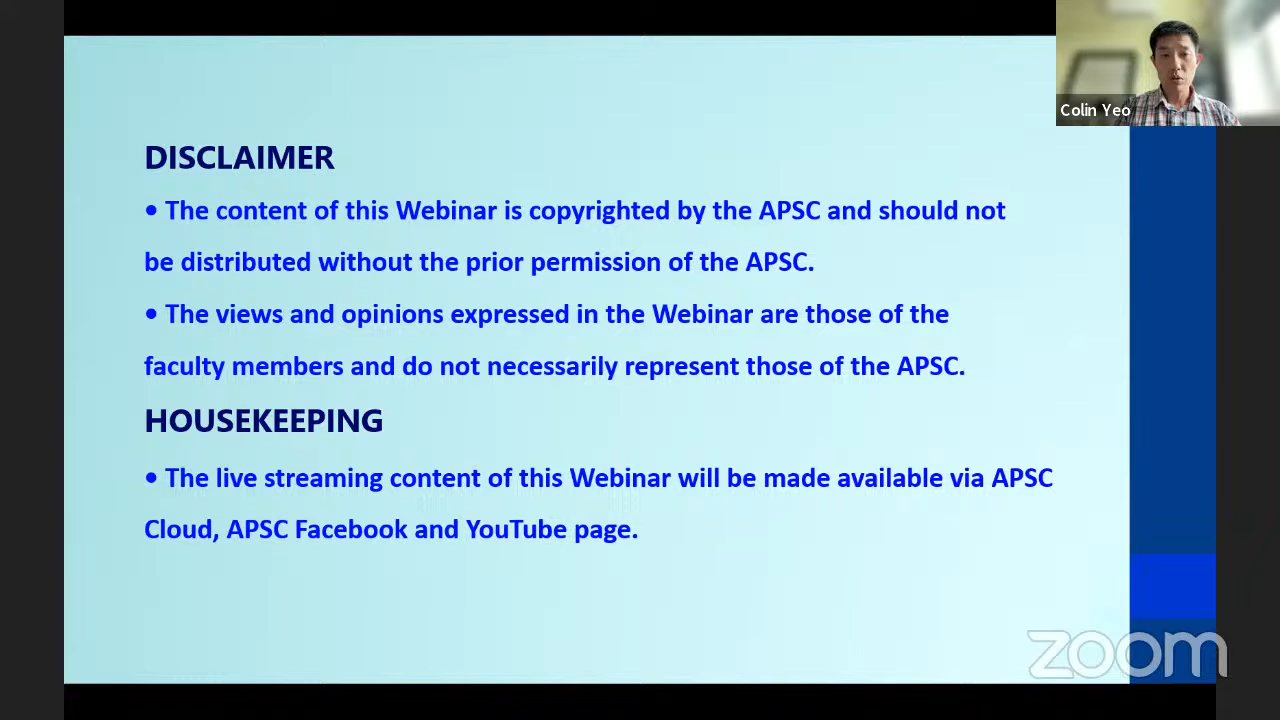 Colin Yeo
DISCLAIMER
• The content of this Webinar is copyrighted by the APSC and should not
be distributed without the prior permission of the APSC.
• The views and opinions expressed in the Webinar are those of the
faculty members and do not necessarily represent those of the APSC.
HOUSEKEEPING
• The live streaming content of this Webinar will be made available via APSC
Cloud, APSC Facebook and YouTube page.
zoom